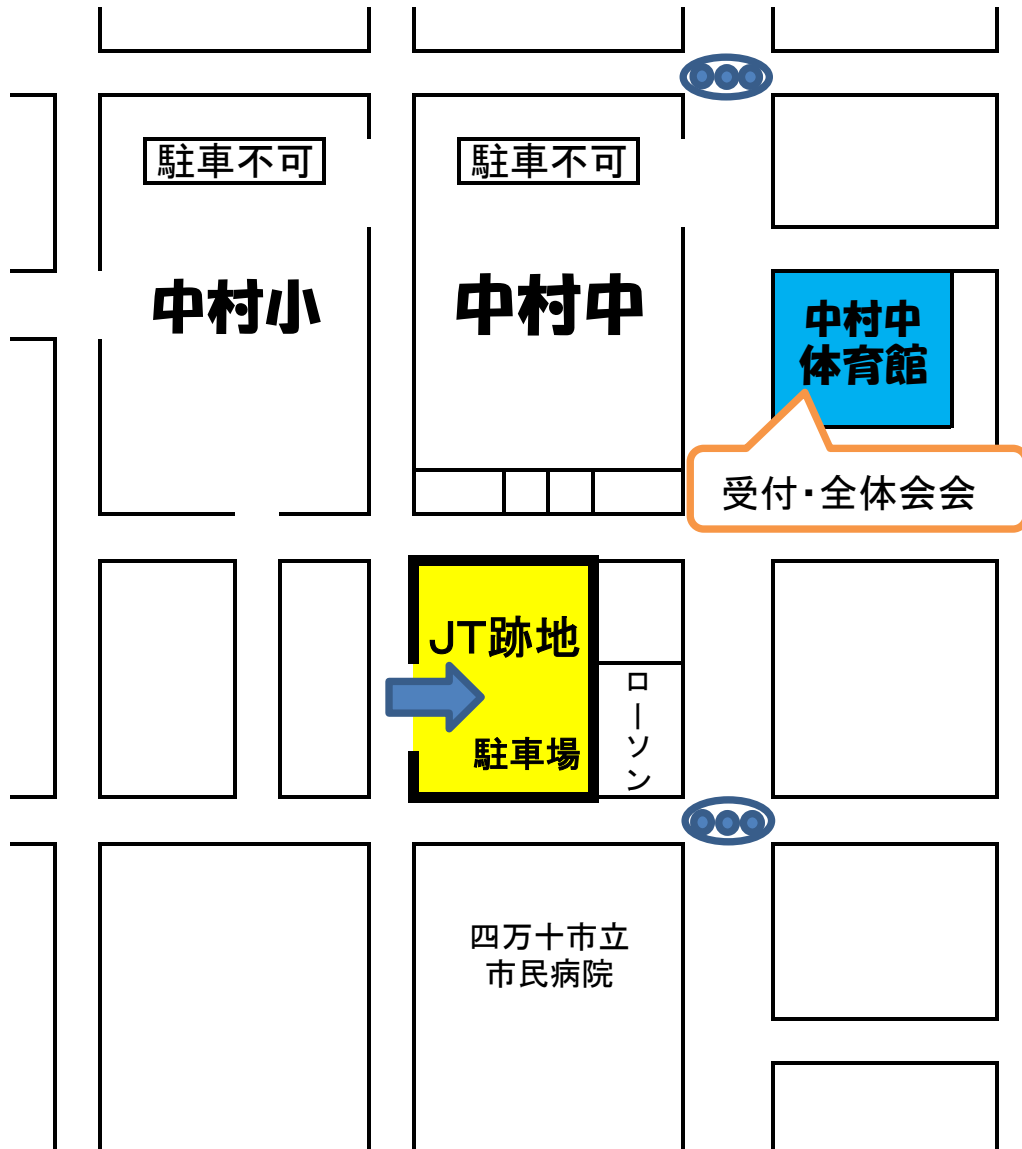 駐車不可
駐車不可
中村小
中村中
中村中
体育館
受付・全体会会
JT跡地
駐車場
ローソン
四万十市立
市民病院